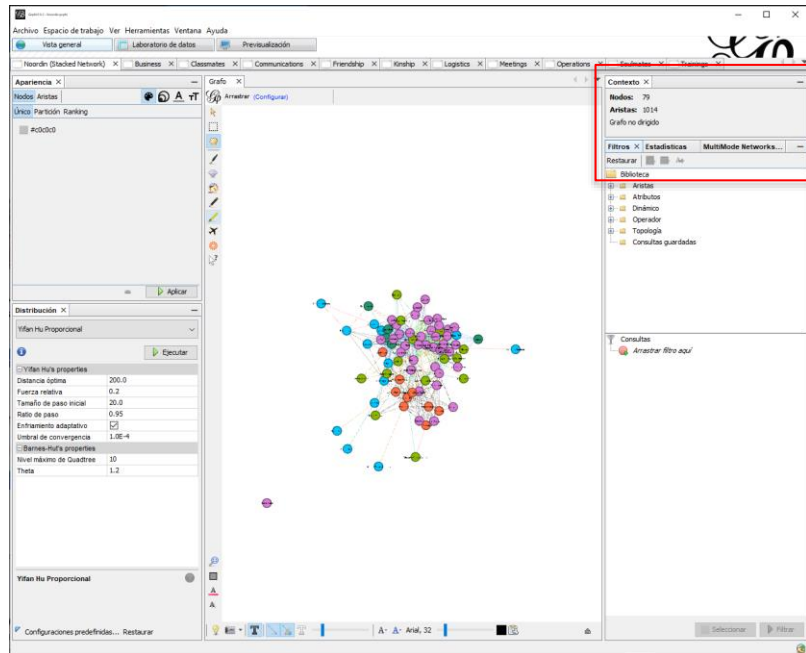 Archivo Espacio de trabajo Ver Herramientas Ventana Ayuda
Vista general Laboratorio de datos Previsualización
Noordin (Stacked Network) Business Classmates Communications Friendship Kinship Logistics Meetings Operations Soulmates Trainings
Apariencia
Nodos Aristas
Único Partición Ranking
#c0c0c0
Aplicar
Distribución
Yifan Hu Proporcional
Ejecutar
Yifan Hu's properties
Distancia óptima 200.0
Fuerza relativa 0.2
Tamaño de paso inicial 20.0
Ratio de paso 0.95
Enfriamiento adaptativo
Umbral de convergencia 1.0E-4
Barnes-Hut's properties
Nivel máximo de Quadtree 10
Theta 1.2
Yifan Hu Proporcional
Configuraciones predefinidas... Restaurar
Grafo
Arrastrar (Configurar)
A- A- Arial, 32
Contexto
Nodos: 79
Aristas: 1014
Grafo no dirigido
Filtros Estadísticas MultiMode Networks...
Restaurar
Biblioteca
Aristas
Atributos
Dinámico
Operador
Topología
Consultas guardadas
Consultas
Arrastrar filtro aquí
Seleccionar Filtrar